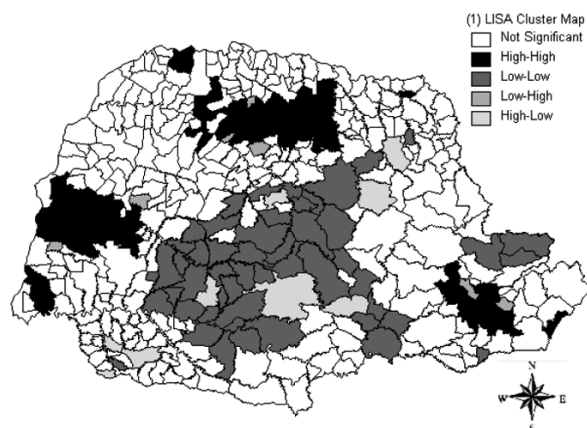 (1) LISA Cluster Map
Not Significant
High-High
Low-Low
Low-High
High-Low
N
W E
S